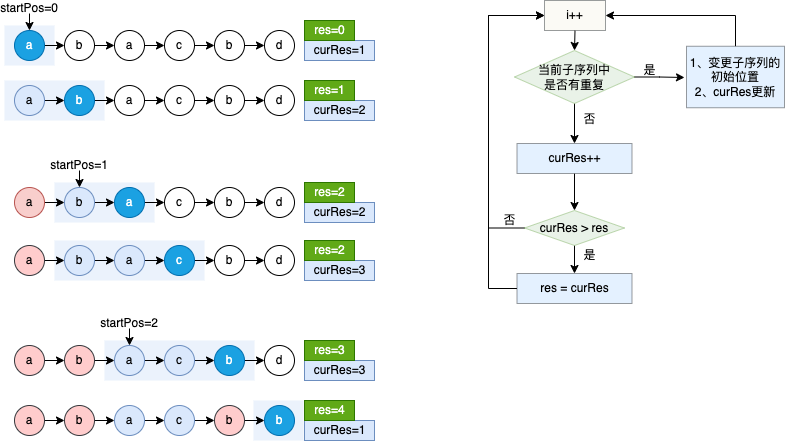 startPos=0
a b a c b d
res=0
curRes=1
a b a c b d
res=1
curRes=2
startPos=1
a b a c b d
res=2
curRes=2
a b a c b d
res=2
curRes=3
startPos=2
a b a c b d
res=3
curRes=3
a b a c b b
res=4
curRes=1
i++
当前子序列中
是否有重复
是
1、变更子序列的
初始位置
2、curRes更新
否
curRes++
curRes > res
否
是
res = curRes